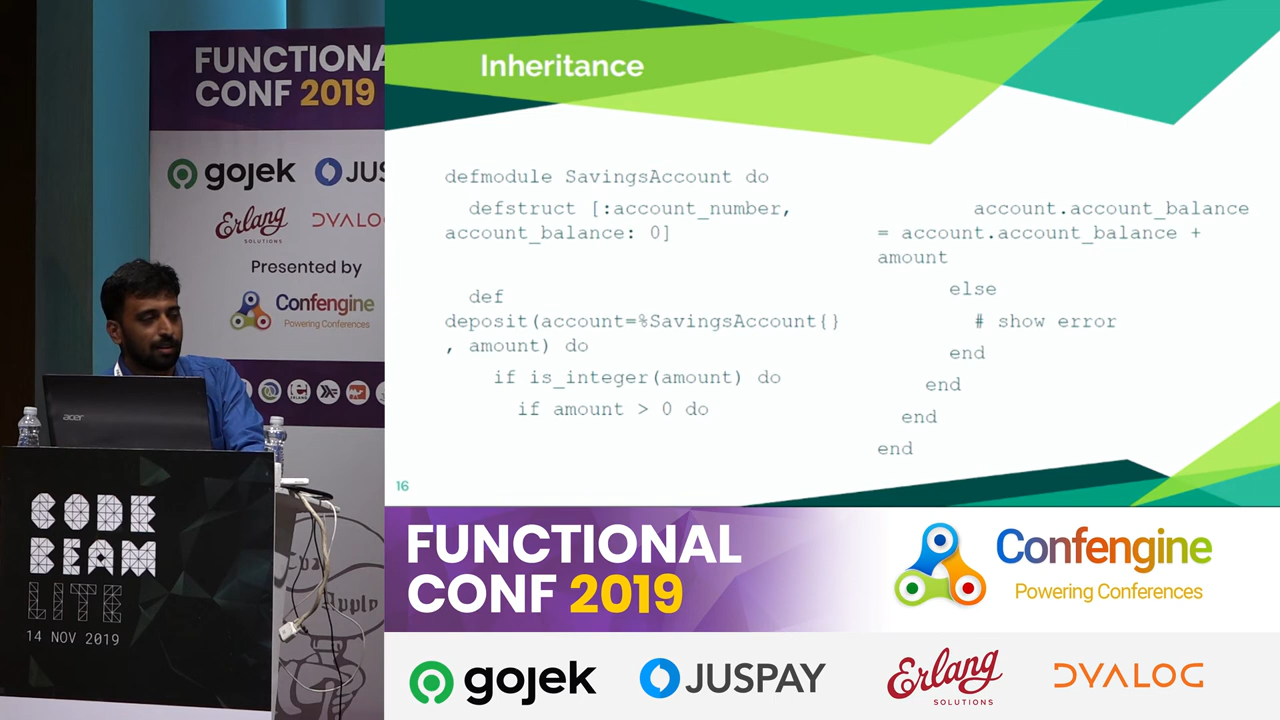 FUNCTIONA
CONF 2019
gojek
JUS
Erlang
SOLUTIONS
DYALO
Presented by
Confengine
Powering Conferences
acer
CODE
BEAM
LITE
14 NOV 2019
Apply
Inheritance
defmodule SavingsAccount do
defstruct [:account_number,
account_balance: 0]
def
deposit(account=%SavingsAccount{}
, amount) do
if is_integer(amount) do
if amount > 0 do
account.account_balance
= account.account_balance +
amount
else
# show error
end
end
end
end
16
FUNCTIONAL
CONF 2019
Confengine
Powering Conferences
gojek
JUSPAY
Erlang
SOLUTIONS
DYALOG